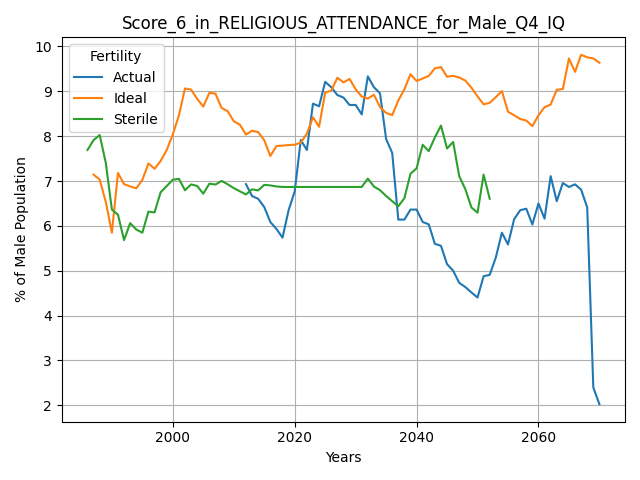 Score_6_in_RELIGIOUS_ATTENDANCE_for_Male_Q4_IQ
Fertility
Actual
Ideal
Sterile
% of Male Population
10
9
8
7
6
5
4
3
2
2000
2020
2040
2060
Years